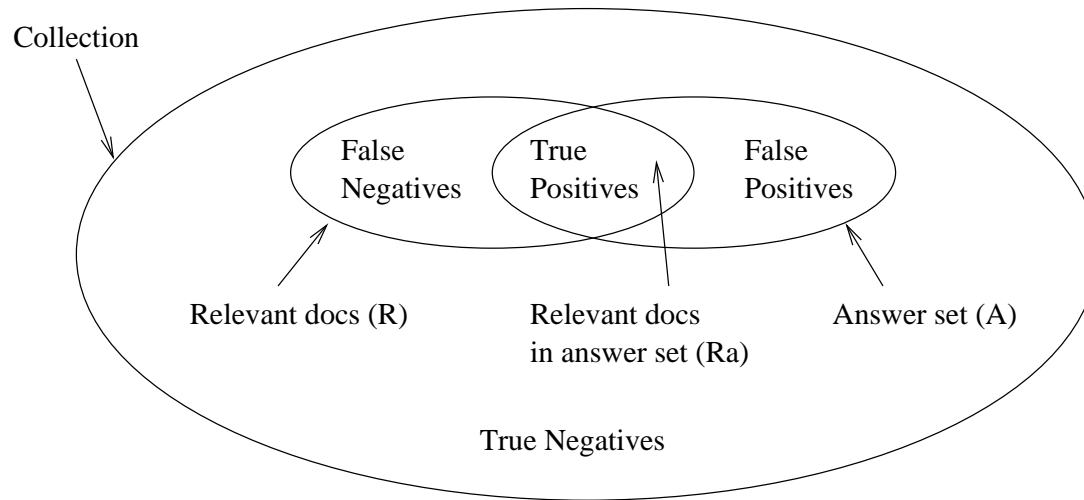 Collection
False
Negatives
True
Positives
False
Positives
Relevant docs (R)
Relevant docs
in answer set (Ra)
Answer set (A)
True Negatives